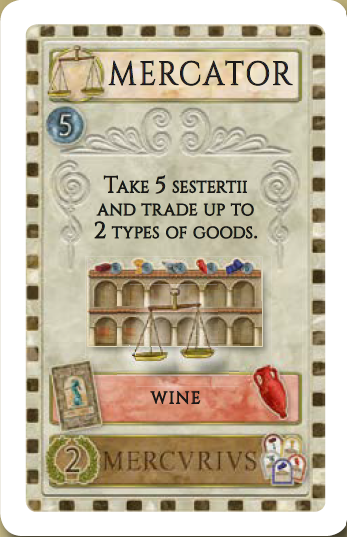 MERCATOR
5
TAKE 5 SESTERTII
AND TRADE UP TO
2 TYPES OF GOODS.
WINE
2 MERCVRIVS